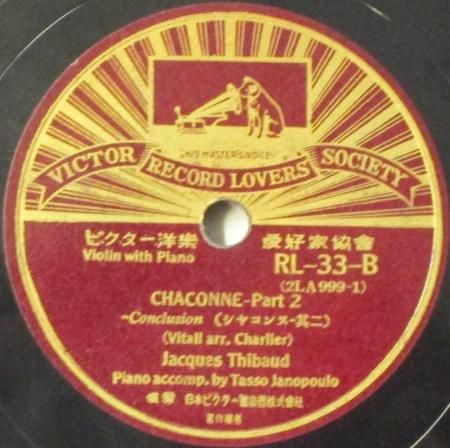 "HIS MASTER'S VOICE"
VICTOR RECORD LOVERS' SOCIETY
ビクター洋樂 愛好家協會
Violin with Piano RL-33-B
(2LA 999-1)
CHACONNE-Part 2
-Conclusion (シヤコンヌ-其二)
(Vitali arr. Charlier)
Jacques Thibaud
Piano accomp. by Tasso Janopoulo
日本ビクター蓄音器株式會社